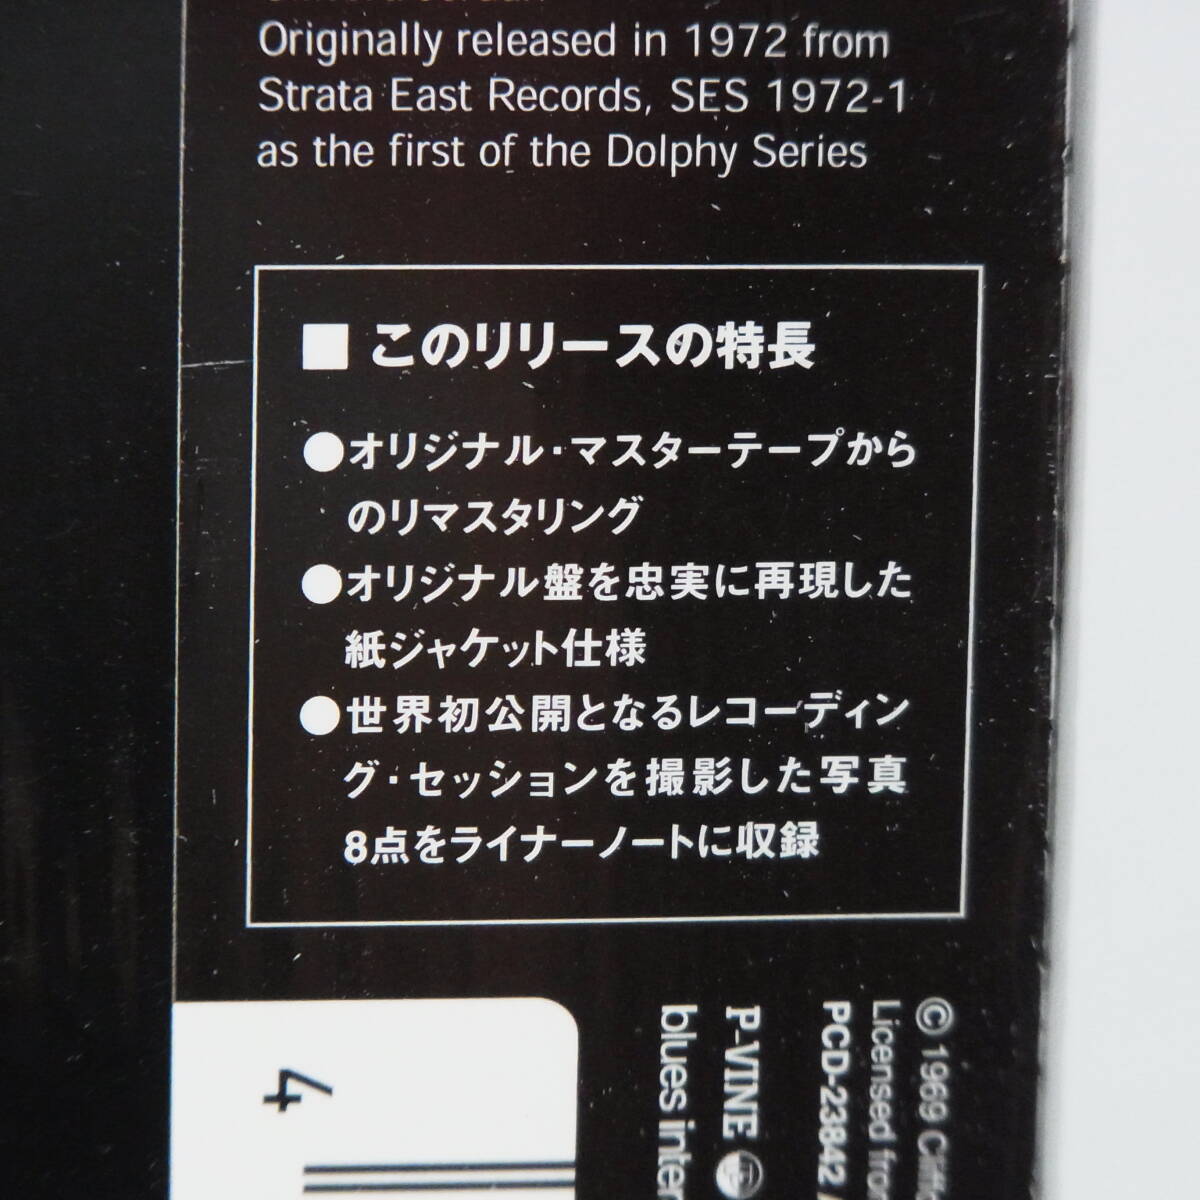 Originally released in 1972 from
Strata East Records, SES 1972-1
as the first of the Dolphy Series
■ このリリースの特長
●オリジナル・マスターテープから
のリマスタリング
●オリジナル盤を忠実に再現した
紙ジャケット仕様
●世界初公開となるレコーディン
グ・セッションを撮影した写真
8点をライナーノートに収録
© 1969
Licensed from
PCD-23842
P-VINE
blues inter
4